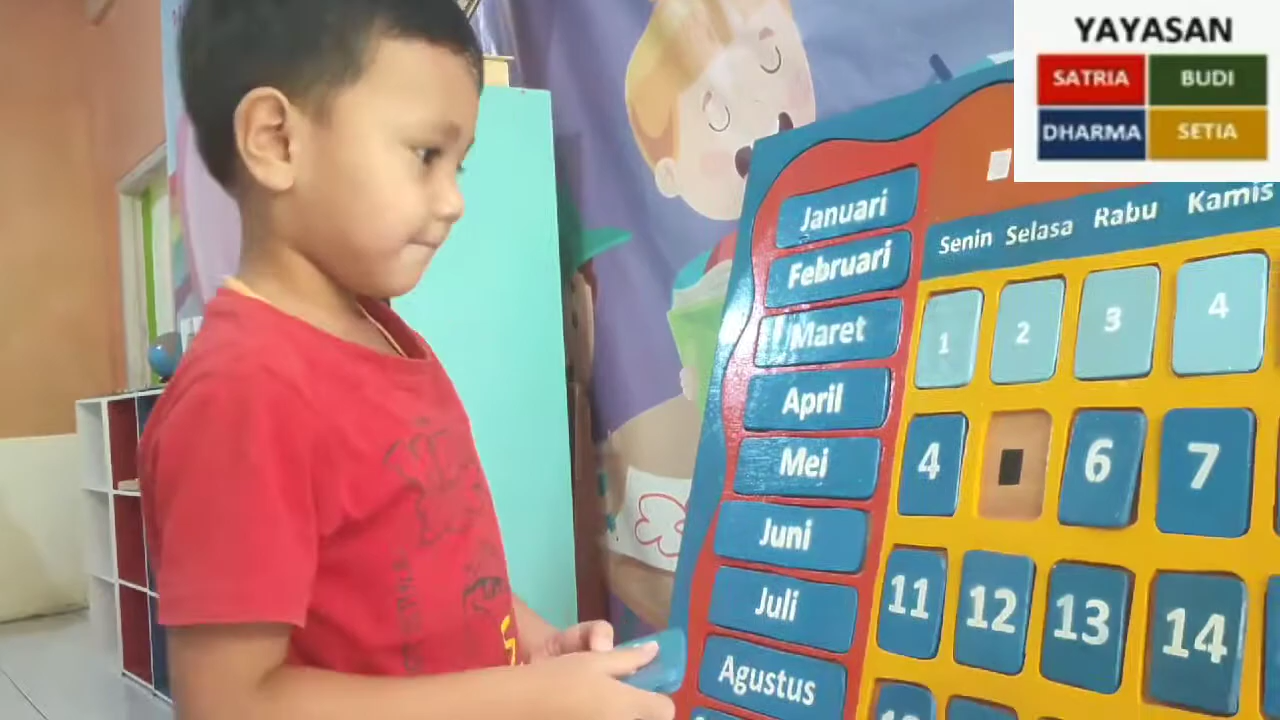 YAYASAN
SATRIA BUDI
DHARMA SETIA
Januari
Februari
Maret
April
Mei
Juni
Juli
Agustus
Senin Selasa Rabu Kamis
1 2 3 4
4 6 7
11 12 13 14